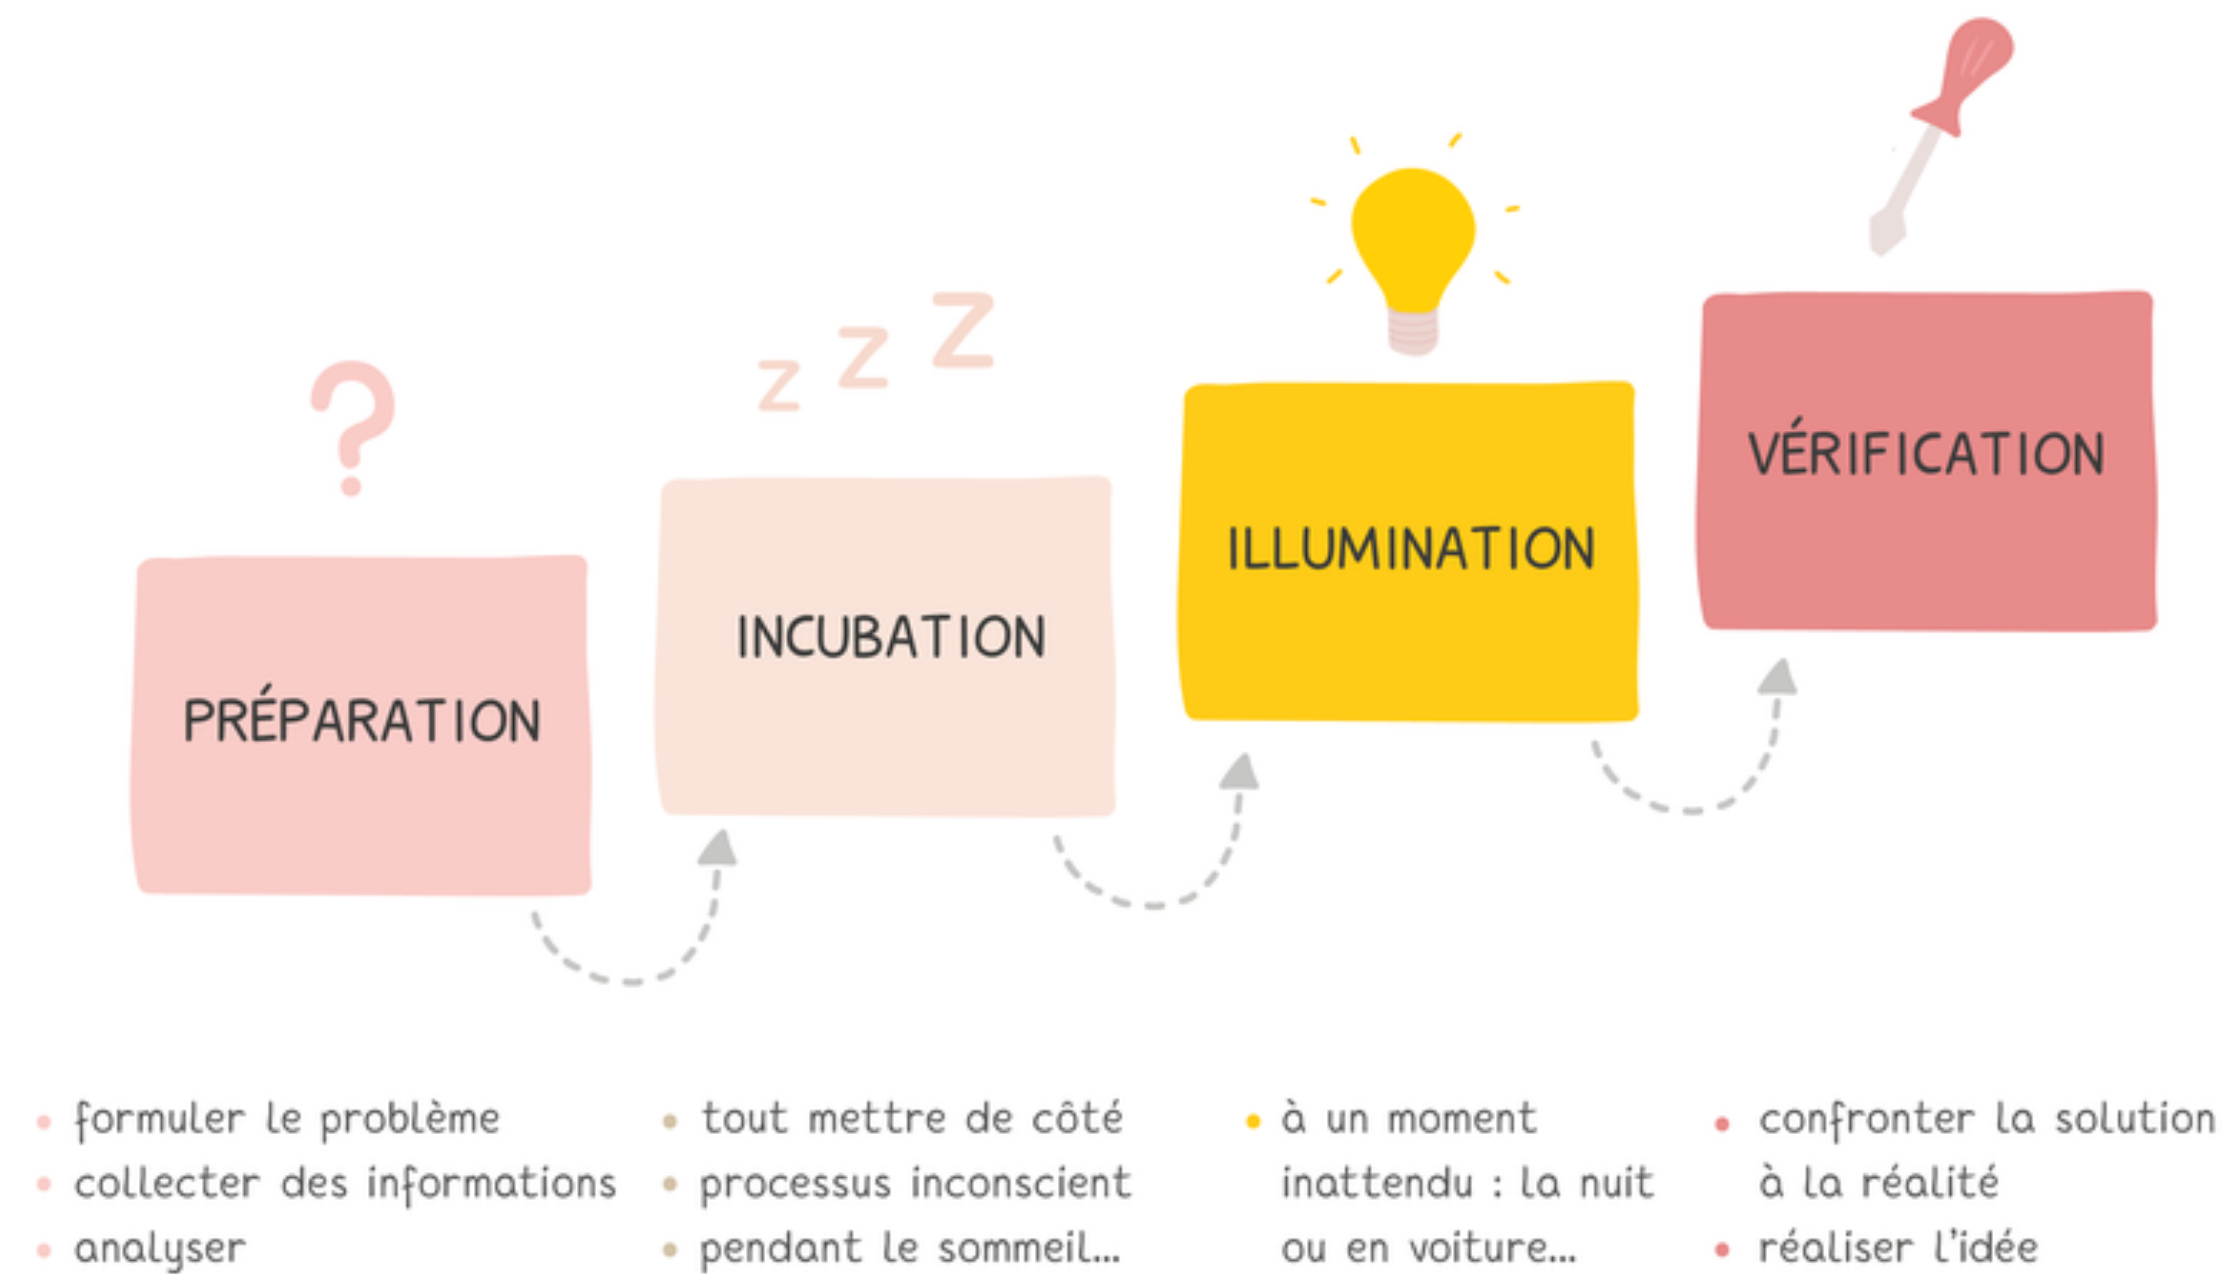 ?
z z z
PRÉPARATION
INCUBATION
ILLUMINATION
VÉRIFICATION
• formuler le problème
• collecter des informations
• analyser
• tout mettre de côté
• processus inconscient
• pendant le sommeil...
• à un moment
inattendu : la nuit
ou en voiture...
• confronter la solution
à la réalité
• réaliser l'idée